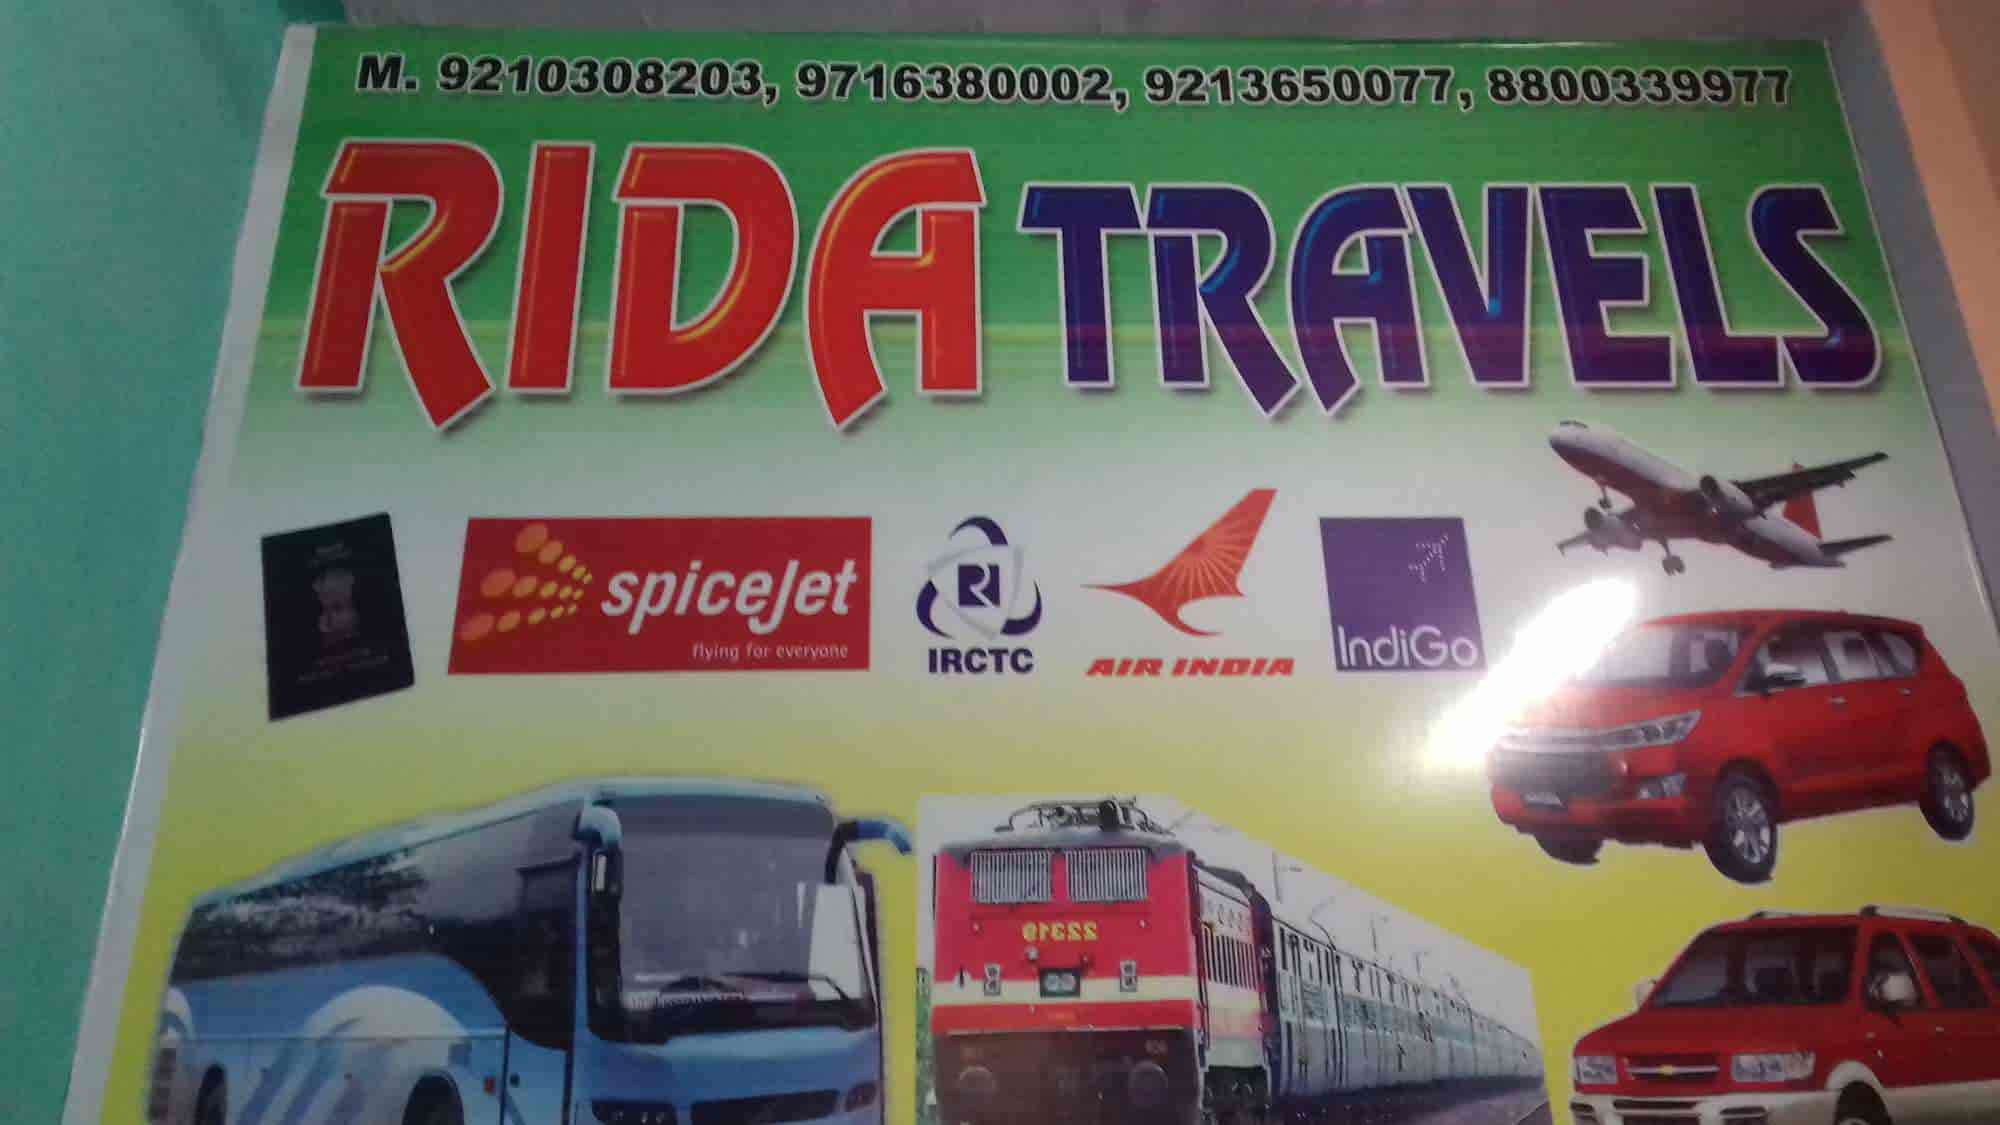 M. 9210308203, 9716380002, 9213650077, 8800339977
RIDA TRAVELS
spiceJet
flying for everyone
IRCTC
AIR INDIA
IndiGo
22319